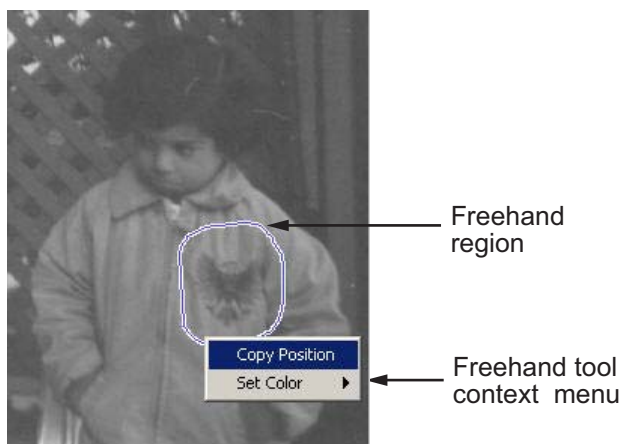 Freehand
region
Copy Position
Set Color
Freehand tool
context menu